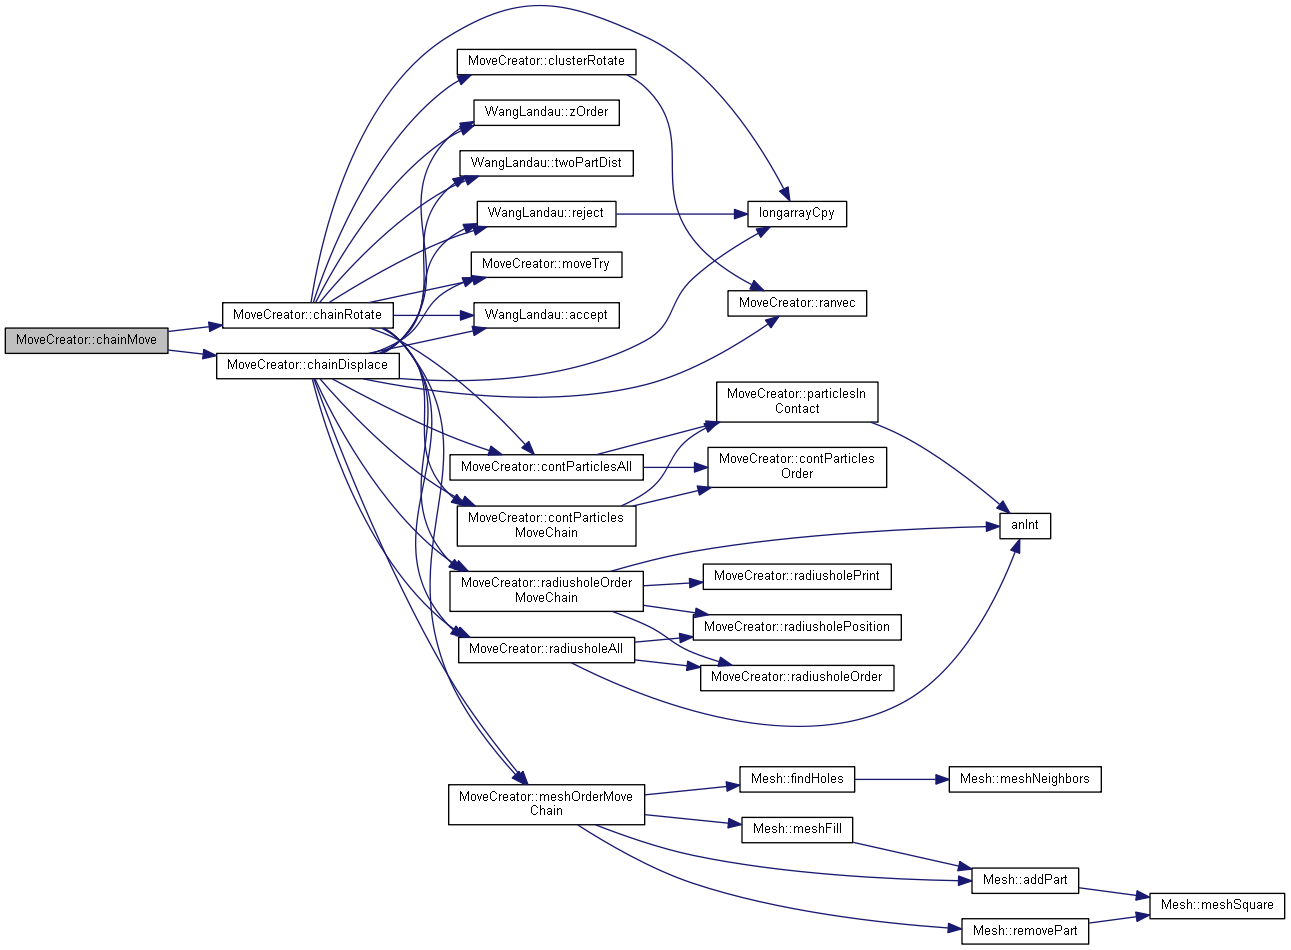 MoveCreator::chainMove
MoveCreator::chainRotate
MoveCreator::chainDisplace
MoveCreator::clusterRotate
WangLandau::zOrder
WangLandau::twoPartDist
WangLandau::reject
MoveCreator::moveTry
WangLandau::accept
MoveCreator::contParticlesAll
MoveCreator::contParticles
MoveChain
MoveCreator::radiusholeOrder
MoveChain
MoveCreator::radiusholeAll
MoveCreator::meshOrderMove
Chain
longarrayCpy
MoveCreator::ranvec
MoveCreator::particlesIn
Contact
MoveCreator::contParticles
Order
MoveCreator::radiusholePrint
MoveCreator::radiusholePosition
MoveCreator::radiusholeOrder
Mesh::findHoles
Mesh::meshFill
anInt
Mesh::meshNeighbors
Mesh::addPart
Mesh::removePart
Mesh::meshSquare